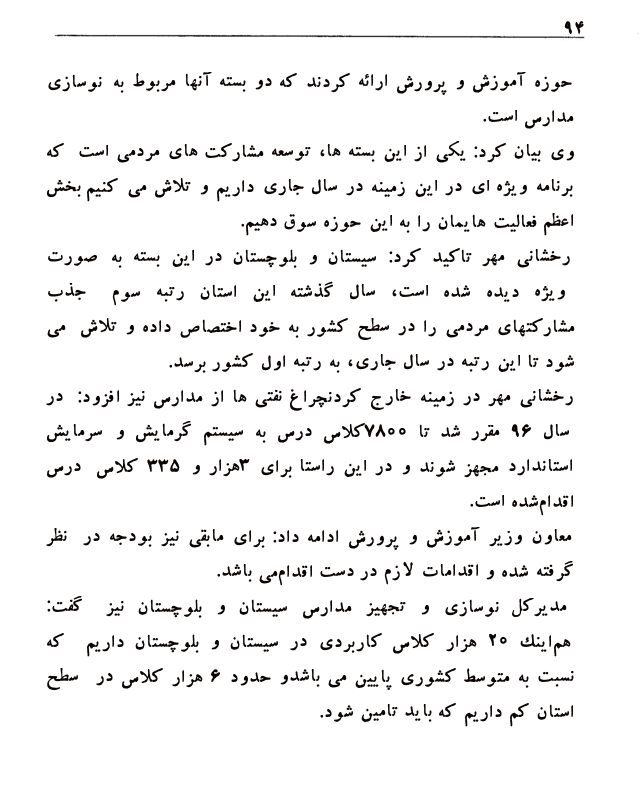 ۹۴
حوزه آموزش و پرورش ارائه کردند که دو بسته آنها مربوط به نوسازی
مدارس است.
وی بیان کرد: یکی از این بسته ها، توسعه مشارکت های مردمی است که
برنامه ویژه ای در این زمینه در سال جاری داریم و تلاش می کنیم بخش
اعظم فعالیت هایمان را به این حوزه سوق دهیم.
رخشانی مهر تاکید کرد: سیستان و بلوچستان در این بسته به صورت
ویژه دیده شده است، سال گذشته این استان رتبه سوم جذب
مشارکتهای مردمی را در سطح کشور به خود اختصاص داده و تلاش می
شود تا این رتبه در سال جاری، به رتبه اول کشور برسد.
رخشانی مهر در زمینه خارج کردنچراغ نفتی ها از مدارس نیز افزود: در
سال ۹۶ مقرر شد تا ۷۸۰۰کلاس درس به سیستم گرمایش و سرمایش
استاندارد مجهز شوند و در این راستا برای ۳هزار و ۳۳۵ کلاس درس
اقدام‌شده است.
معاون وزیر آموزش و پرورش ادامه داد: برای مابقی نیز بودجه در نظر
گرفته شده و اقدامات لازم در دست اقدام‌می باشد.
مدیرکل نوسازی و تجهیز مدارس سیستان و بلوچستان نیز گفت:
هم‌اینك ۲۰ هزار کلاس کاربردی در سیستان و بلوچستان داریم که
نسبت به متوسط کشوری پایین می باشدو حدود ۶ هزار کلاس در سطح
استان کم داریم که باید تامین شود.